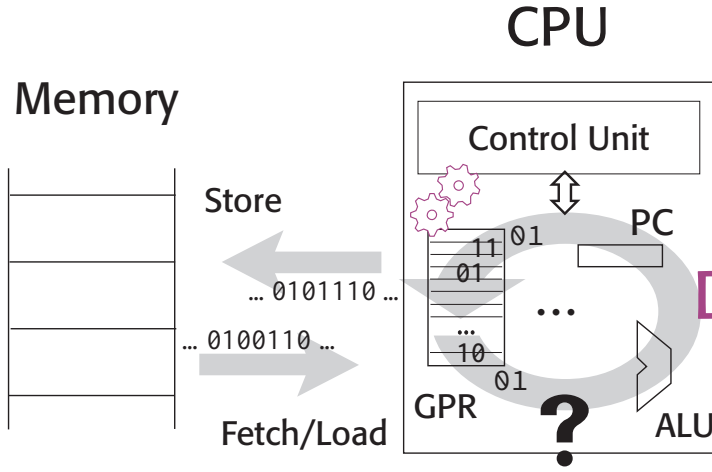 CPU
Memory
Control Unit
Store
PC
01
11
01
... 0101110 ...
...
... 0100110 ...
...
10
01
GPR
?
ALU
Fetch/Load